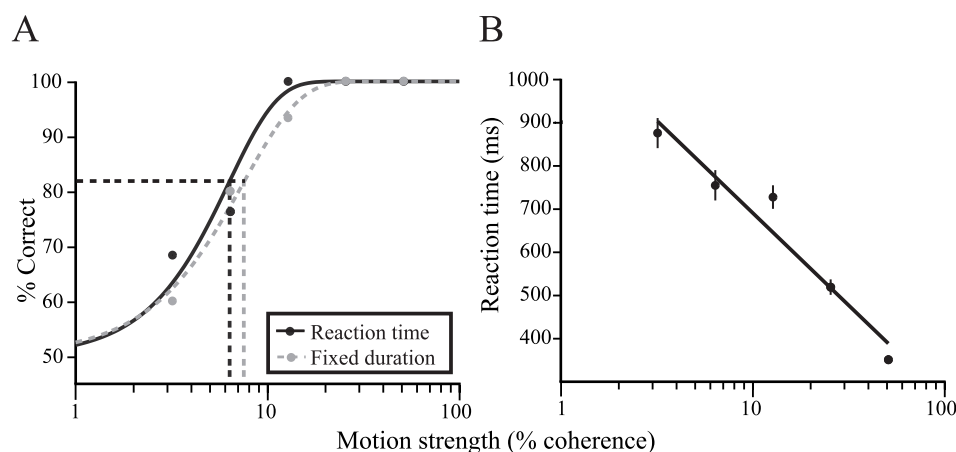 A
% Correct
100
90
80
70
60
50
1
10
100
Reaction time
Fixed duration
B
Reaction time (ms)
1000
900
800
700
600
500
400
1
10
100
Motion strength (% coherence)